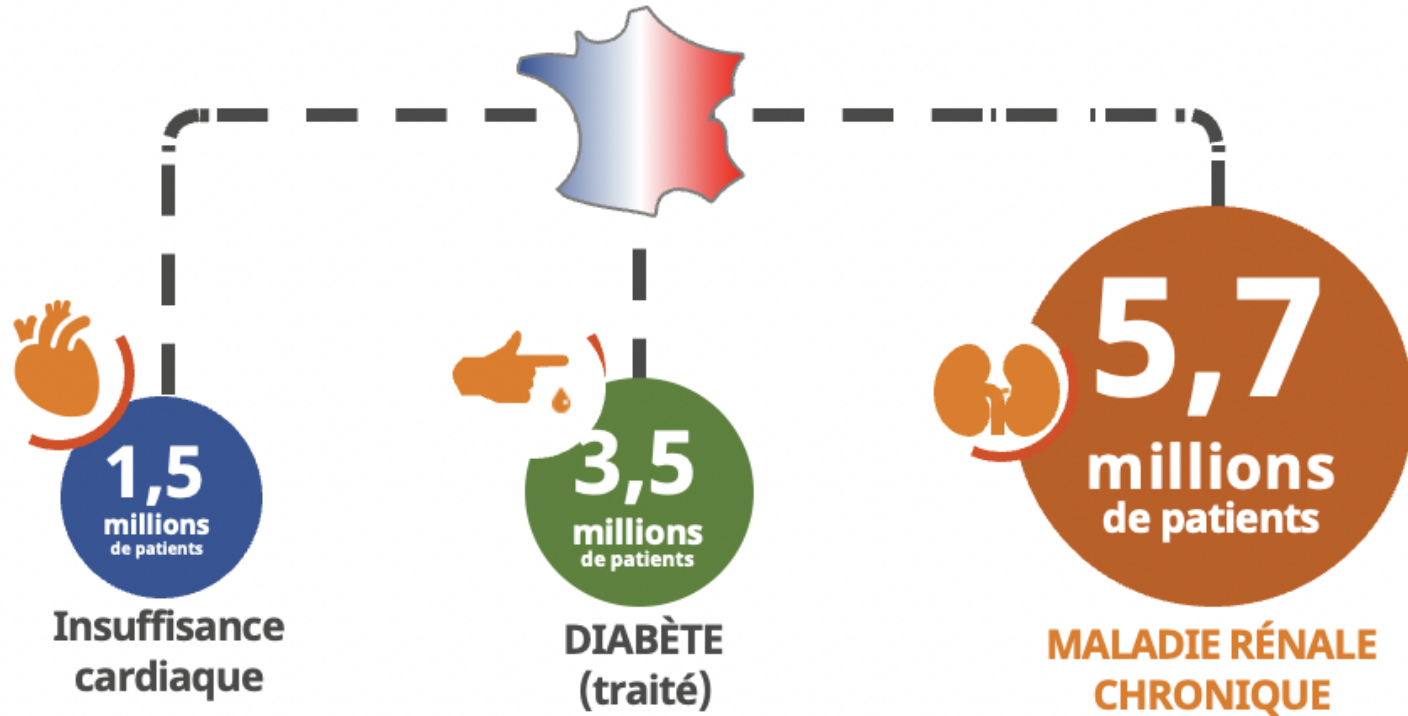 1,5
millions
de patients
Insuffisance
cardiaque
3,5
millions
de patients
DIABÈTE
(traité)
5,7
millions
de patients
MALADIE RÉNALE
CHRONIQUE